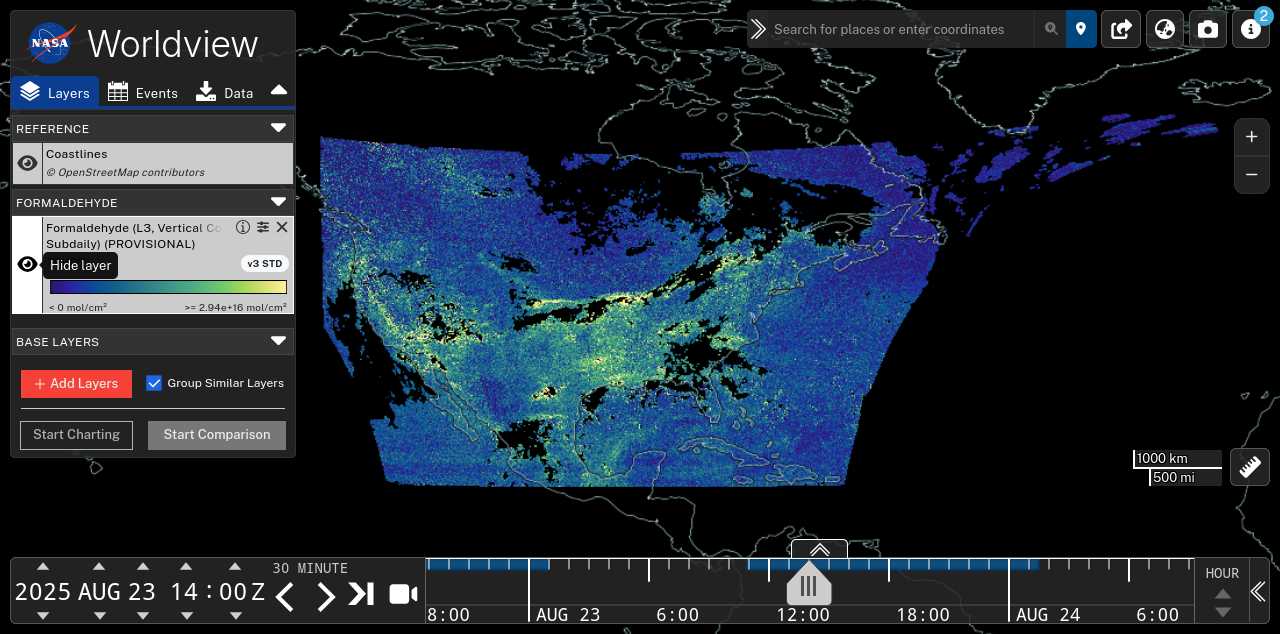 NASA
Worldview
Layers
Events
Data
REFERENCE
Coastlines
© OpenStreetMap contributors
FORMALDEHYDE
Formaldehyde (L3, Vertical Co
Subdaily) (PROVISIONAL)
Hide layer
v3 STD
< 0 mol/cm²
>= 2.94e+16 mol/cm²
BASE LAYERS
+ Add Layers
Group Similar Layers
Start Charting
Start Comparison
Search for places or enter coordinates
2
+
−
1000 km
500 mi
2025 AUG 23 14 : 00 Z
30 MINUTE
8:00
AUG 23
6:00
12:00
18:00
AUG 24
6:00
HOUR